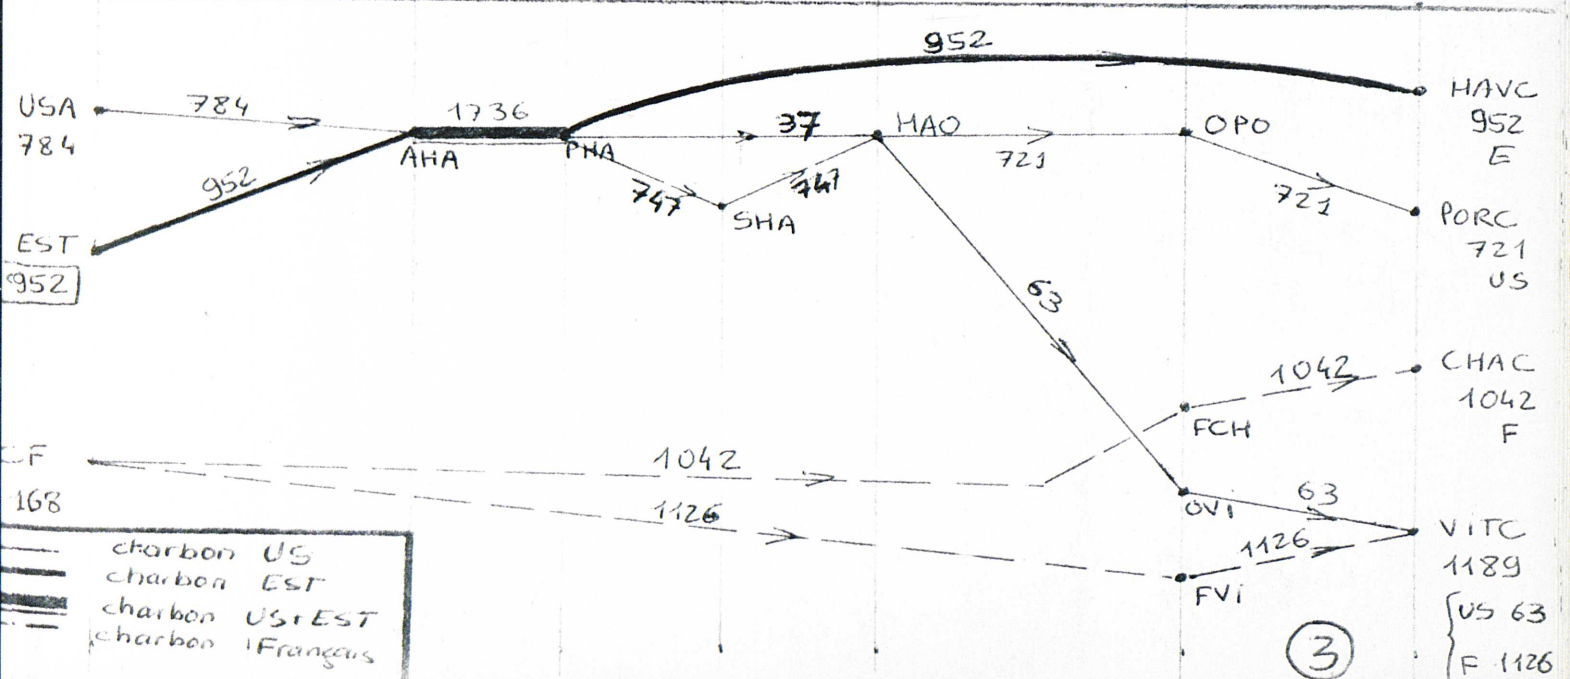 952
USA
784
784
1736
AHA
PHA
37
HAO
721
OPO
HAVC
952
E
952
747
747
SHA
721
PORC
721
US
EST
952
63
1042
CHAC
1042
F
FCH
F
168
1042
1126
OVi
63
1126
FVi
ViTC
1189
US 63
F 1126
charbon US
charbon EST
charbon US+EST
charbon Français
3